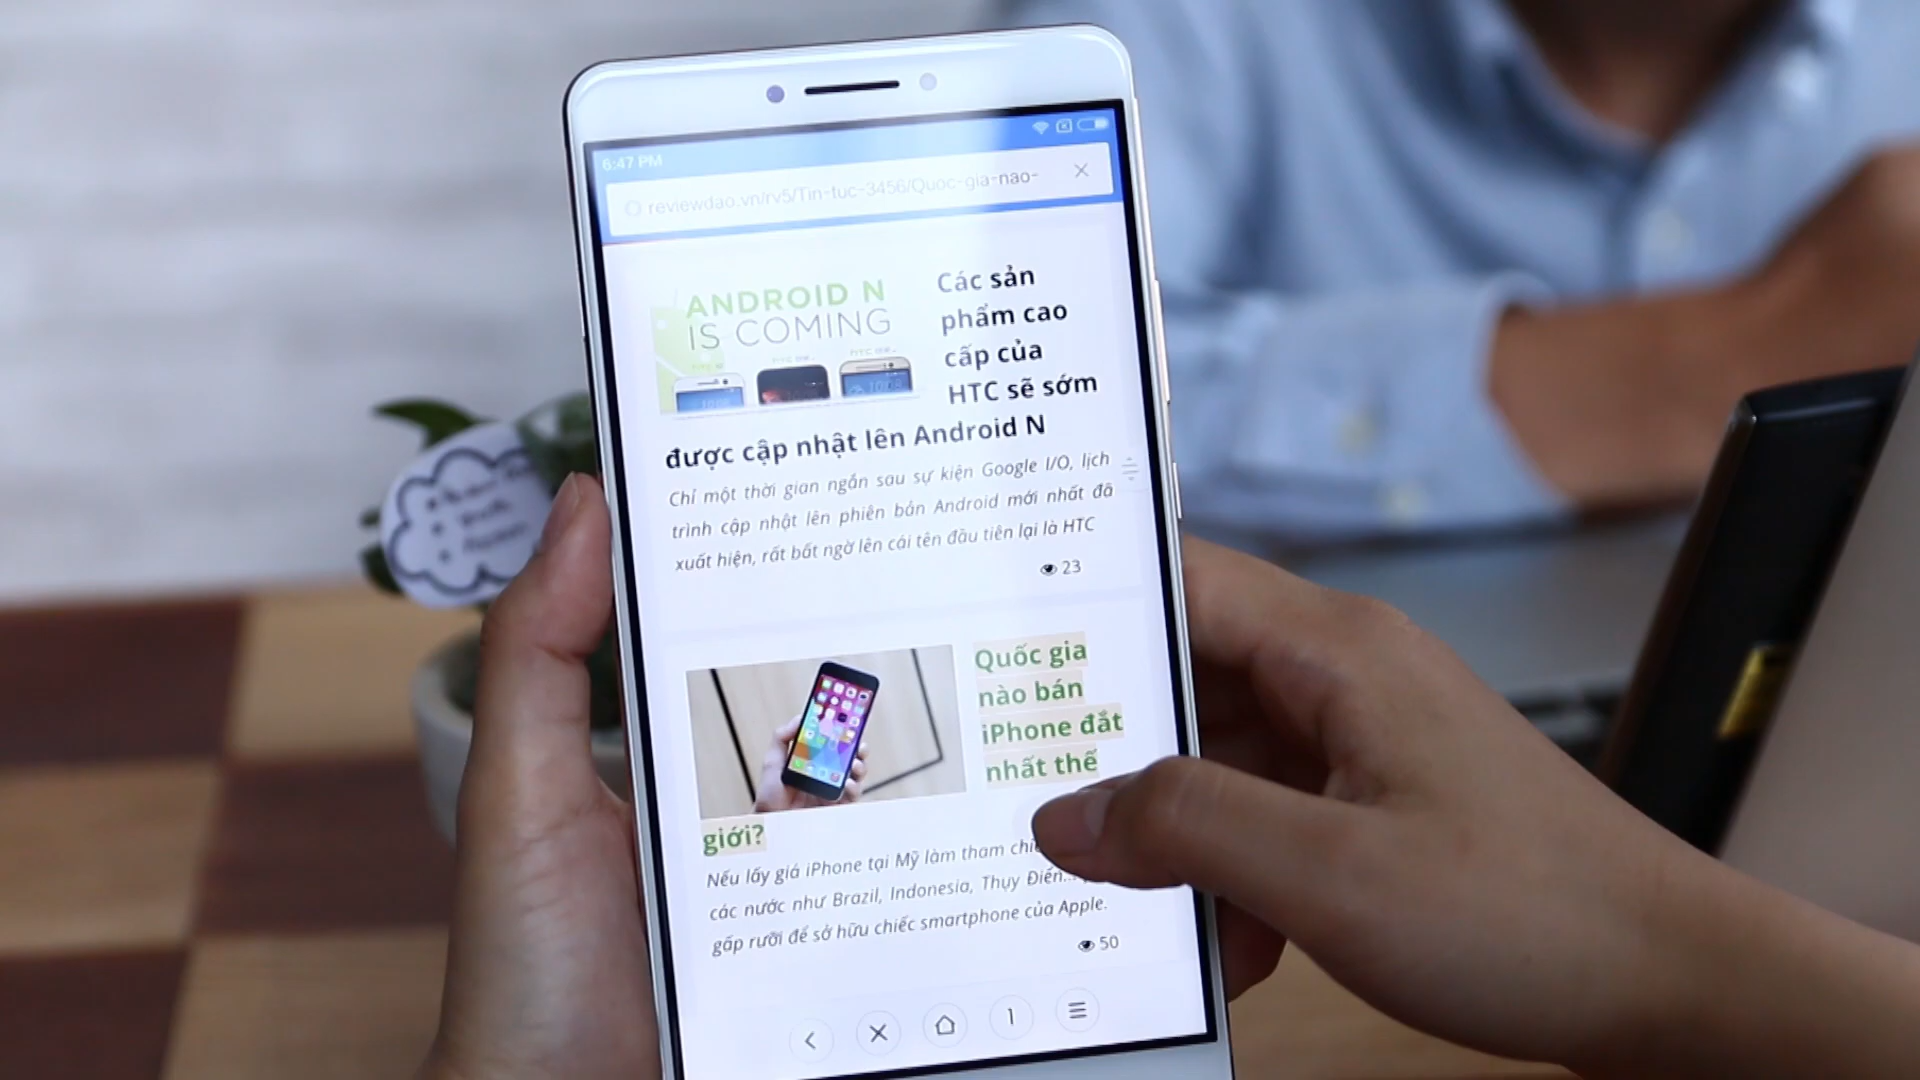 6:47 PM
reviewdao.vn/rv5/Tin-tuc-3456/Quoc-gia-nao-
ANDROID N
IS COMING
Các sản
phẩm cao
cấp của
HTC sẽ sớm
được cập nhật lên Android N
Chỉ một thời gian ngắn sau sự kiện Google I/O, lịch
trình cập nhật lên phiên bản Android mới nhất đã
xuất hiện, rất bất ngờ lên cái tên đầu tiên lại là HTC
23
Quốc gia
nào bán
iPhone đắt
nhất thế
giới?
Nếu lấy giá iPhone tại Mỹ làm tham
các nước như Brazil, Indonesia, Thụy Điển...
gấp rưỡi để sở hữu chiếc smartphone của Apple.
50
1